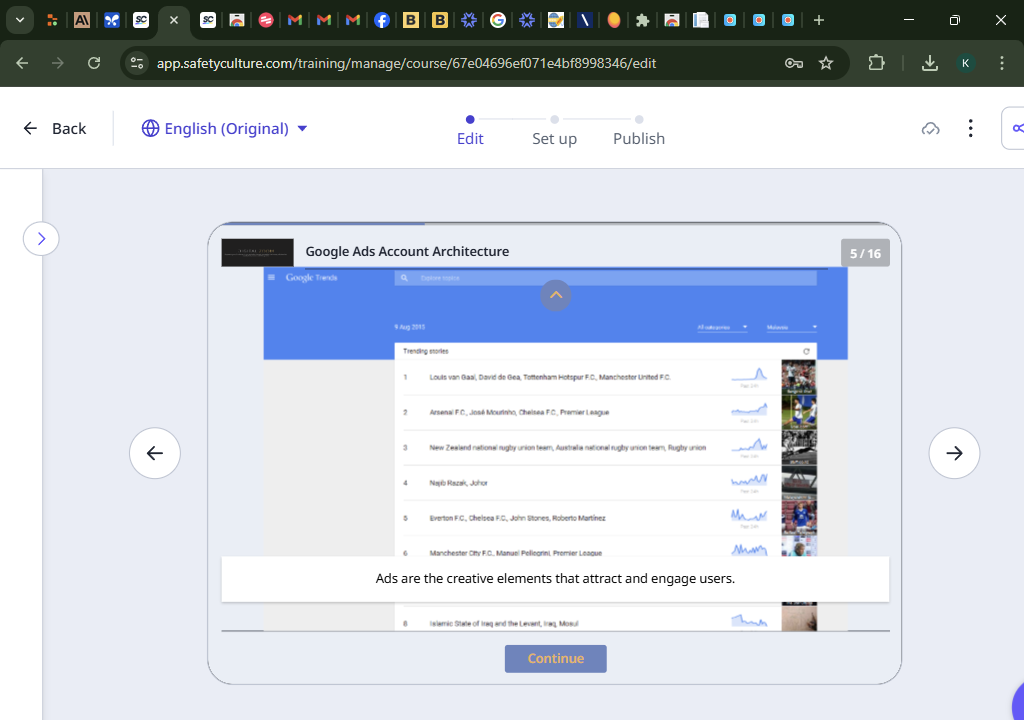 app.safetyculture.com/training/manage/course/67e04696ef071e4bf8998346/edit
K
Back
English (Original)
Edit
Set up
Publish
Google Ads Account Architecture
5 / 16
Google Trends
Explore topics
9 Aug 2015
All categories
Malaysia
Trending stories
1 Louis van Gaal, David de Gea, Tottenham Hotspur F.C., Manchester United F.C.
2 Arsenal F.C., José Mourinho, Chelsea F.C., Premier League
3 New Zealand national rugby union team, Australia national rugby union team, Rugby union
4 Najib Razak, Johor
5 Everton F.C., Chelsea F.C., John Stones, Roberto Martínez
6 Manchester City F.C., Manuel Pellegrini, Premier League
Ads are the creative elements that attract and engage users.
8 Islamic State of Iraq and the Levant, Iraq, Mosul
Continue